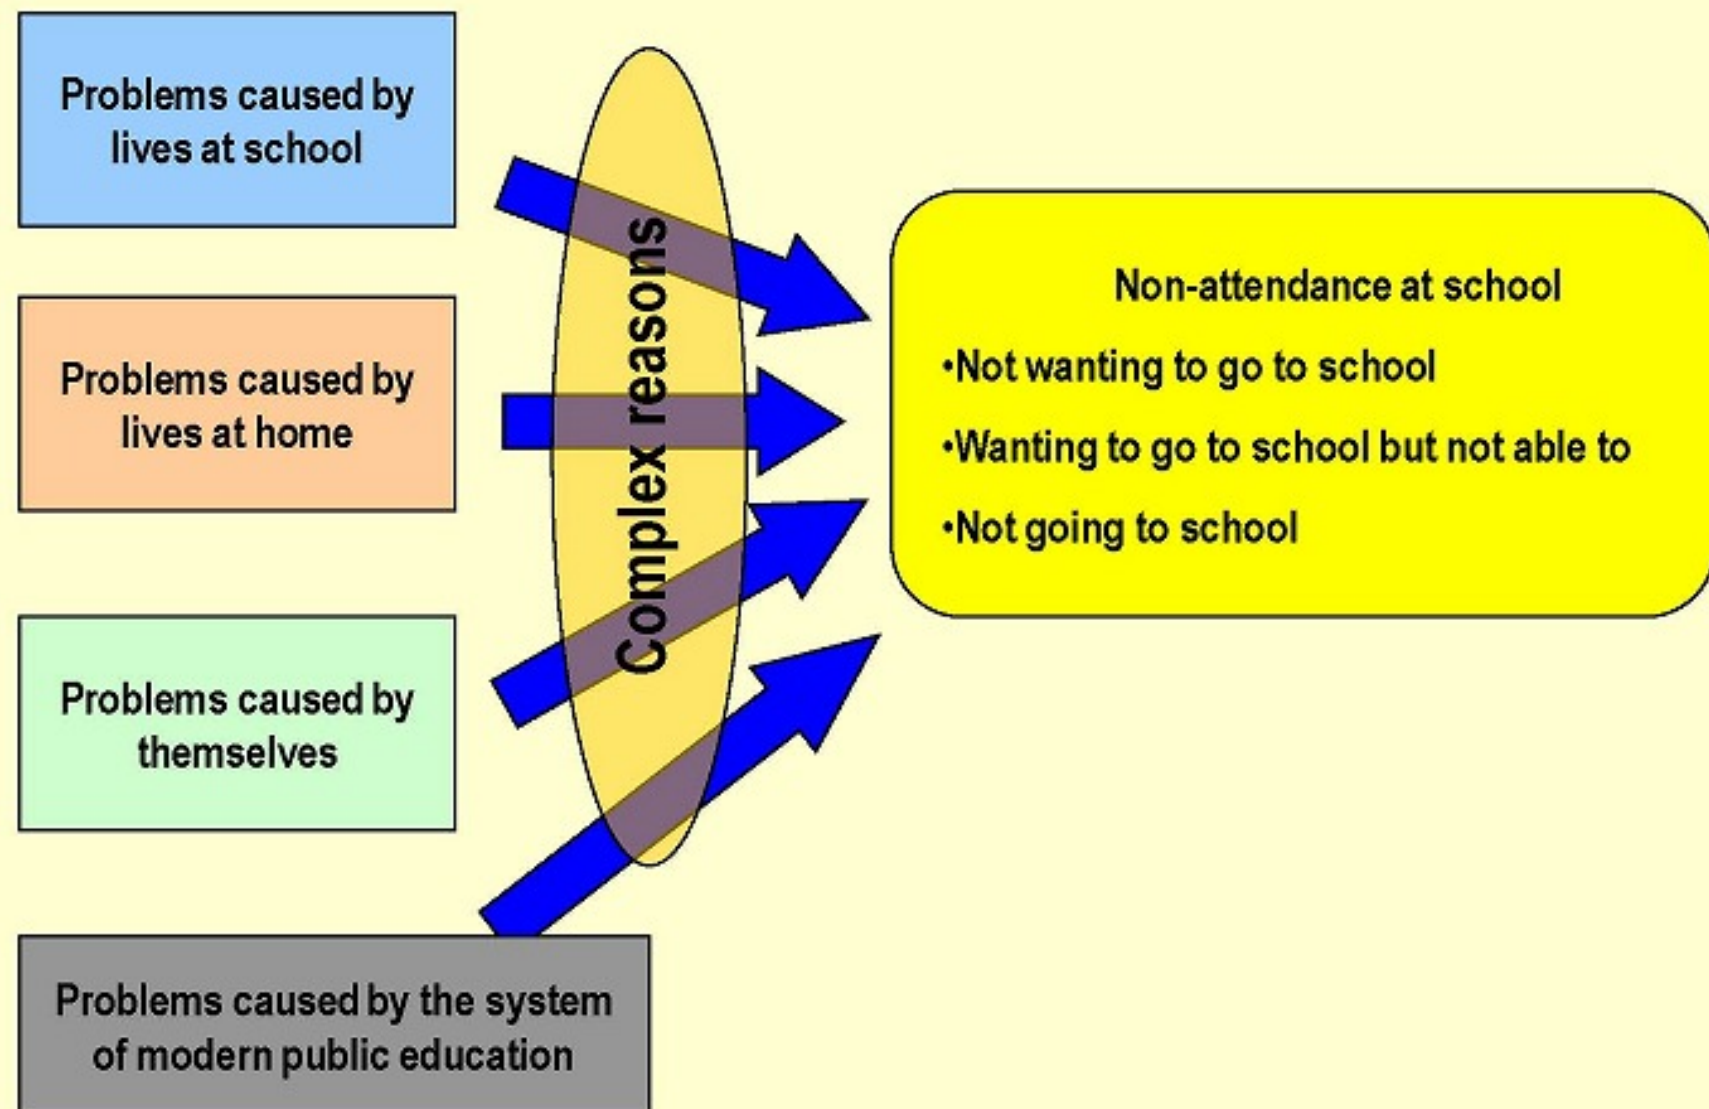 Problems caused by
lives at school
Problems caused by
lives at home
Problems caused by
themselves
Problems caused by the system
of modern public education
Complex reasons
Non-attendance at school
•Not wanting to go to school
•Wanting to go to school but not able to
•Not going to school